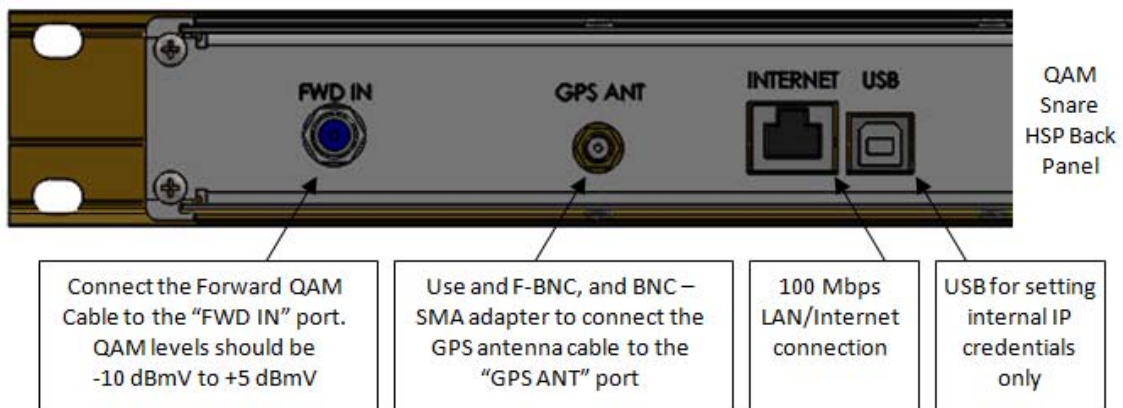 FWD IN
GPS ANT
INTERNET USB
QAM
Snare
HSP Back
Panel
Connect the Forward QAM
Cable to the “FWD IN” port.
QAM levels should be
-10 dBmV to +5 dBmV
Use and F-BNC, and BNC –
SMA adapter to connect the
GPS antenna cable to the
“GPS ANT” port
100 Mbps
LAN/Internet
connection
USB for setting
internal IP
credentials
only